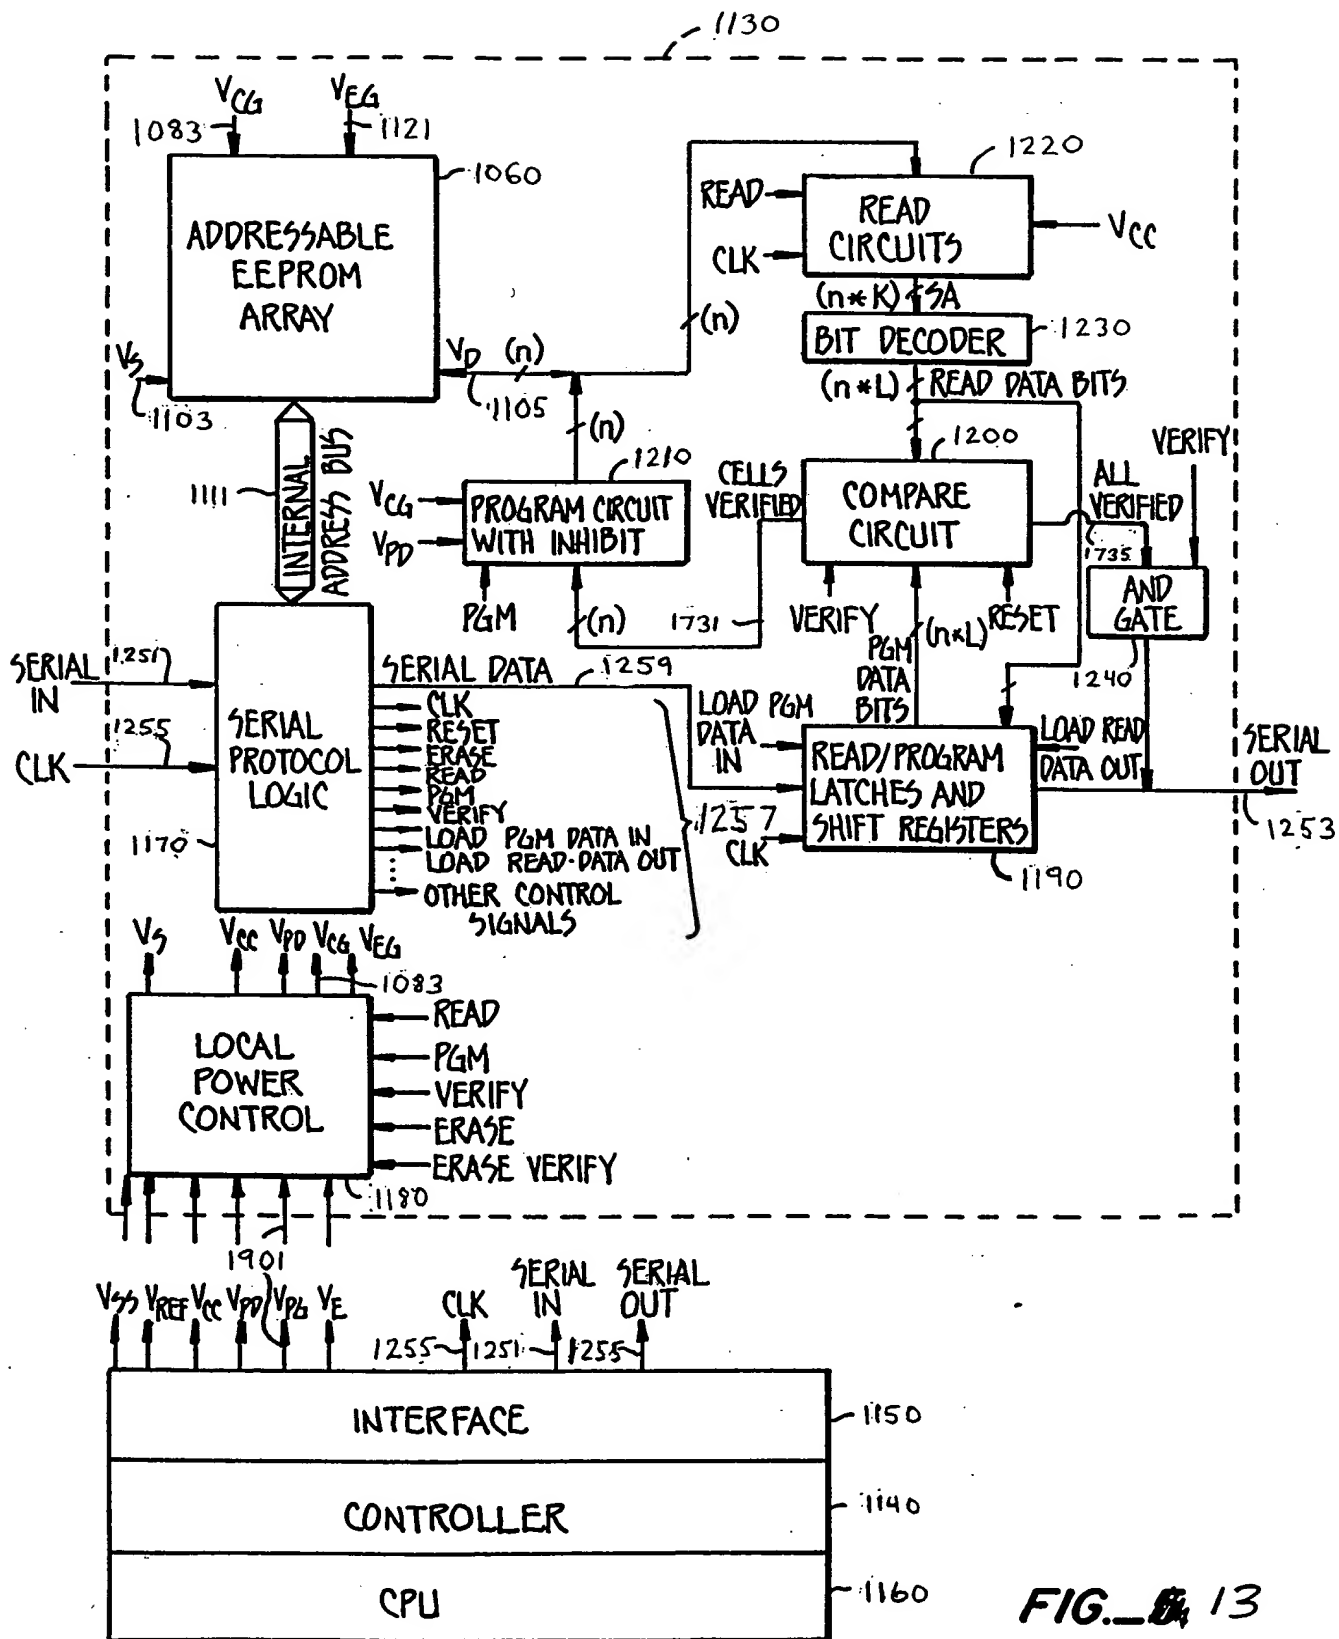 1130
VCG
VEG
1083
1121
1060
ADDRESSABLE
EEPROM
ARRAY
VS
1103
VD (n)
1105
(n)
(n)
1220
READ
CLK
READ
CIRCUITS
VCC
(n*K) SA
BIT DECODER
1230
(n*L) READ DATA BITS
1111
INTERNAL
ADDRESS BUS
1210
VCG
VPD
PROGRAM CIRCUIT
WITH INHIBIT
PGM
(n)
1731
CELLS
VERIFIED
1200
COMPARE
CIRCUIT
VERIFY
RESET
ALL
VERIFIED
VERIFY
1735
AND
GATE
1240
PGM
DATA
BITS
(n*L)
SERIAL
IN
1251
1255
CLK
SERIAL
PROTOCOL
LOGIC
1170
SERIAL DATA
1259
CLK
RESET
ERASE
READ
PGM
VERIFY
LOAD PGM DATA IN
LOAD READ-DATA OUT
OTHER CONTROL
SIGNALS
1257
LOAD PGM
DATA
IN
CLK
READ/PROGRAM
LATCHES AND
SHIFT REGISTERS
1190
LOAD READ
DATA OUT
SERIAL
OUT
1253
VS
VCC
VPD
VCG
VEG
1083
LOCAL
POWER
CONTROL
READ
PGM
VERIFY
ERASE
ERASE VERIFY
1180
1901
VSS VREF VCC VPD VPG VE
CLK
SERIAL
IN
SERIAL
OUT
1255
1251
1255
INTERFACE
1150
CONTROLLER
1140
CPU
1160
FIG._ 13